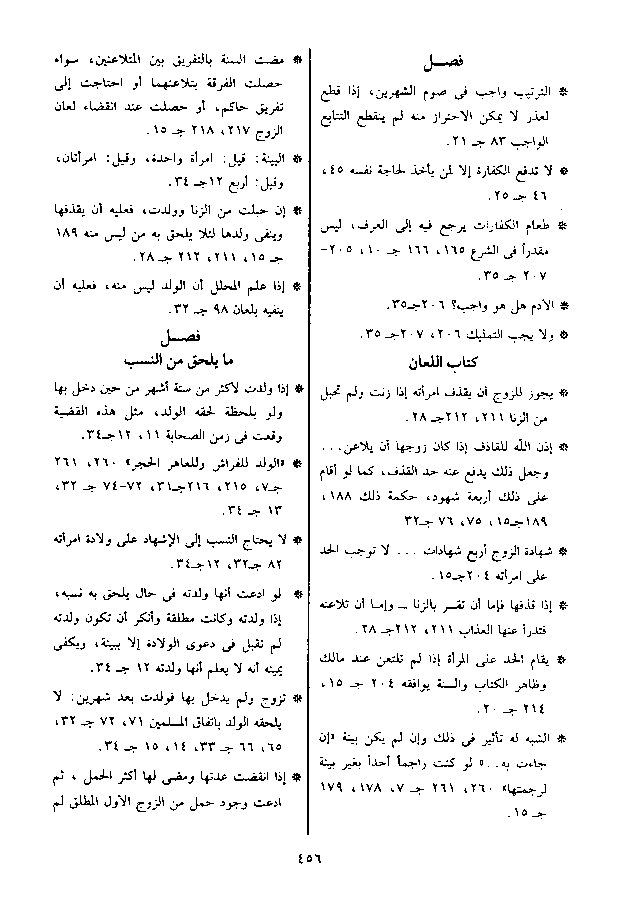 فصــل
* الترتيب واجب فى صوم الشهرين، إذا قطع
لعذر لا يمكن الاحتراز منه لم ينقطع التتابع
الواجب ٨٣ جـ ٢١.
* لا تدفع الكفارة إلا لمن يأخذ لحاجة نفسه ٤٥،
٤٦ جـ ٢٥.
* طعام الكفارات يرجع فيه إلى العرف، ليس
مقدراً فى الشرع ١٦٥، ١٦٦ جـ ١٠، ٢٠٥-
٢٠٧ جـ ٣٥.
* الأدم هل هو واجب؟ ٢٠٦جـ٣٥.
* ولا يجب التمليك ٢٠٦، ٢٠٧جـ ٣٥.
كتاب اللعان
* يجوز للزوج أن يقذف امرأته إذا زنت ولم تحبل
من الزنا ٢١١، ٢١٢جـ ٢٨.
* إذن الله للقاذف إذا كان زوجها أن يلاعن...
وجعل ذلك يدفع عنه حد القذف، كما لو أقام
على ذلك أربعة شهود، حكمة ذلك ١٨٨،
١٨٩جـ١٥، ٧٥، ٧٦ جـ٣٢
* شهادة الزوج أربع شهادات ... لا توجب الحد
على امرأته ٢٠٤جـ١٥.
* إذا قذفها فإما أن تقـر بالزنا ــ وإما أن تلاعنه
فتدرأ عنها العذاب ٢١١، ٢١٢جـ ٢٨.
* يقام الحد على المرأة إذا لم تلتعن عند مالك
وظاهر الكتاب والسنة يوافقه ٢٠٤ جـ ١٥،
٢١٤ جـ ٢٠.
* الشبه له تأثير فى ذلك وإن لم يكن بينة «إن
جاءت به...» لو كنت راجماً أحداً بغير بينة
لرجمتها» ٢٦٠، ٢٦١ جـ ٧، ١٧٨، ١٧٩
جـ ١٥.
* مضت السنة بالتفريق بين المتلاعنين، سواء
حصلت الفرقة بتلاعنهما أو احتاجت إلى
تفريق حاكم، أو حصلت عند انقضاء لعان
الزوج ٢١٧، ٢١٨ جـ ١٥.
* البينة: قيل: امرأة واحدة، وقيل: امرأتان،
وقيل: أربع ١٢جـ ٣٤.
* إن حبلت من الزنا وولدت، فعليه أن يقذفها
وينفى ولدها لئلا يلحق به من ليس منه ١٨٩
جـ ١٥، ٢١١، ٢١٢ جـ ٢٨.
* إذا علم المحلل أن الولد ليس منه، فعليه أن
ينفيه بلعان ٩٨ جـ ٣٢.
فصــل
ما يلحق من النسب
* إذا ولدت لأكثر من ستة أشهر من حين دخل بها
ولو بلحظة لحقه الولد، مثل هذه القضية
وقعت فى زمن الصحابة ١١، ١٢جـ٣٤.
* «الولد للفراش وللعاهر الحجر» ٢٦٠، ٢٦١
جـ٧، ٢١٥، ٢١٦جـ٣١، ٧٢-٧٤ جـ ٣٢،
١٣ جـ ٣٤.
* لا يحتاج النسب إلى الإشهاد على ولادة امرأته
٨٢ جـ٣٢، ١٢جـ٣٤.
* لو ادعت أنها ولدته فى حال يلحق به نسبه،
إذا ولدته وكانت مطلقة وأنكر أن تكون ولدته
لم تقبل فى دعوى الولادة إلا ببينة، ويكفى
يمينه أنه لا يعلم أنها ولدته ١٢ جـ ٣٤.
* تزوج ولم يدخل بها فولدت بعد شهرين: لا
يلحقه الولد باتفاق المسلمين ٧١، ٧٢ جـ ٣٢،
٦٥، ٦٦ جـ ٣٣، ١٤، ١٥ جـ ٣٤.
* إذا انقضت عدتها ومضى لها أكثر الحمل ، ثم
ادعت وجود حمل من الزوج الأول المطلق لم
٤٥٦